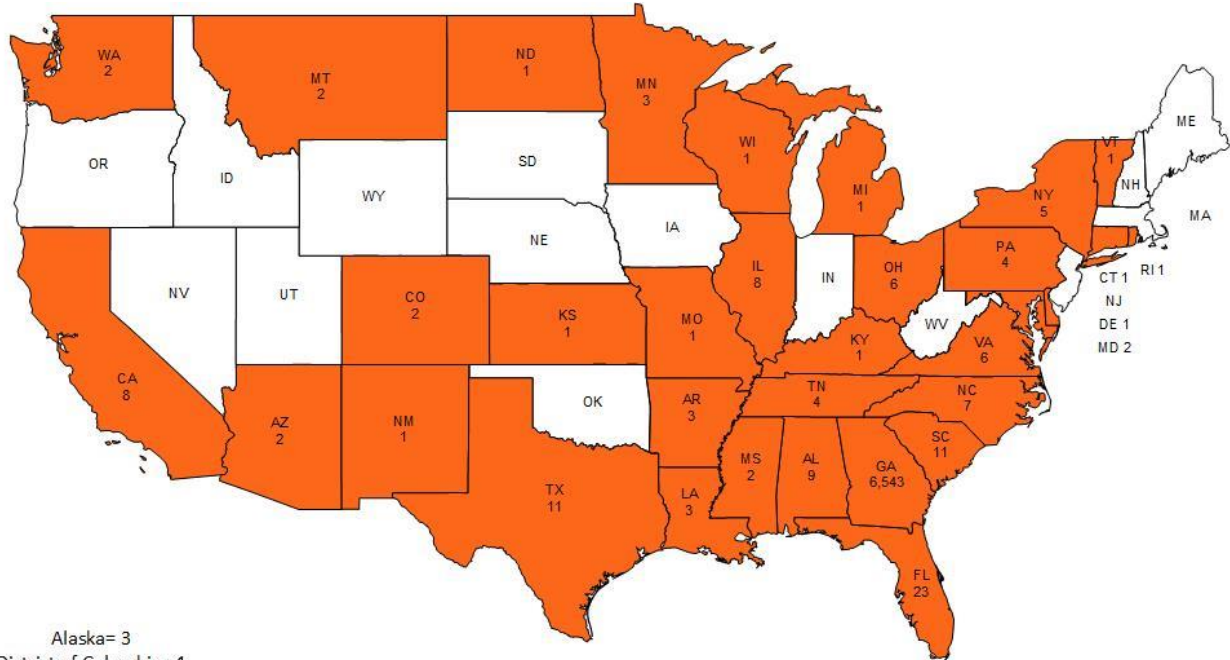 WA
2
MT
2
ND
1
MN
3
OR
ID
WY
SD
WI
1
MI
1
VT
1
ME
NH
MA
NY
5
NV
UT
CO
2
NE
IA
IL
8
IN
OH
6
PA
4
CT 1
RI 1
NJ
DE 1
MD 2
CA
8
KS
1
MO
1
KY
1
WV
VA
6
AZ
2
NM
1
OK
AR
3
TN
4
NC
7
SC
11
TX
11
LA
3
MS
2
AL
9
GA
6,543
FL
23
Alaska= 3